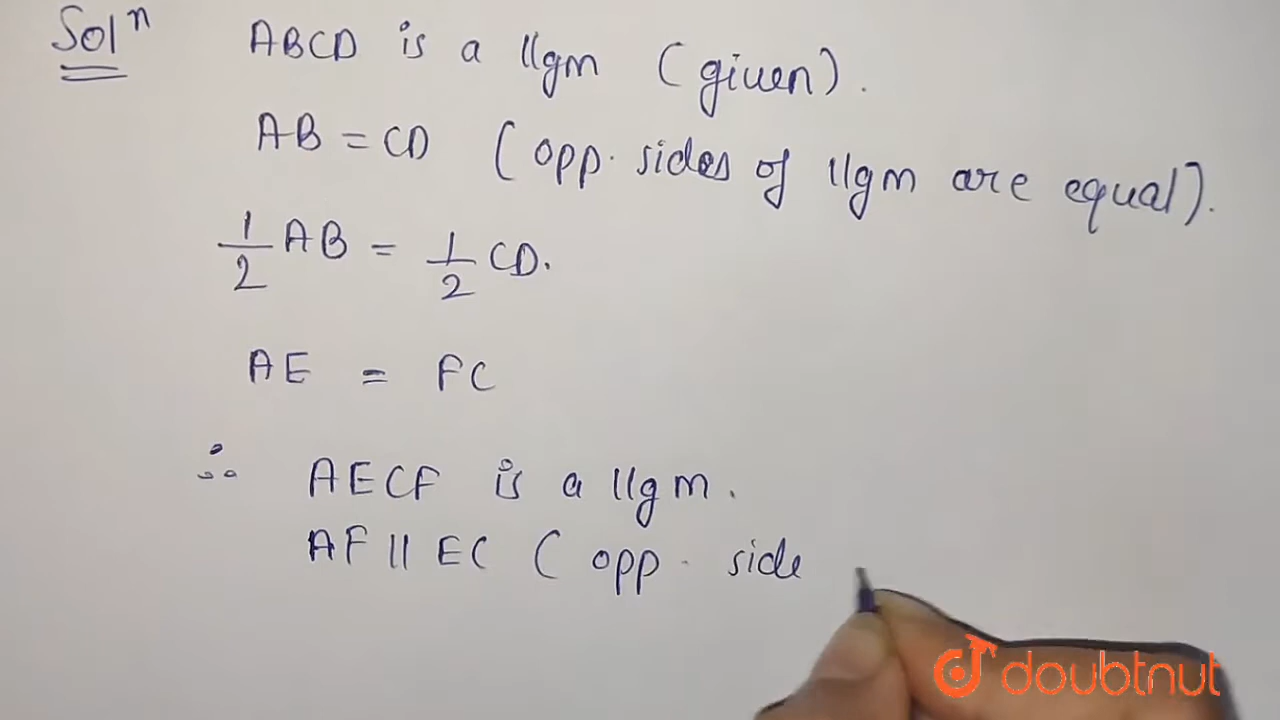 Solⁿ ABCD is a ||gm (given).
AB = CD (opp. sides of ||gm are equal).
1/2 AB = 1/2 CD.
AE = FC
∴ AECF is a ||gm.
AF || EC (opp. side
doubtnut